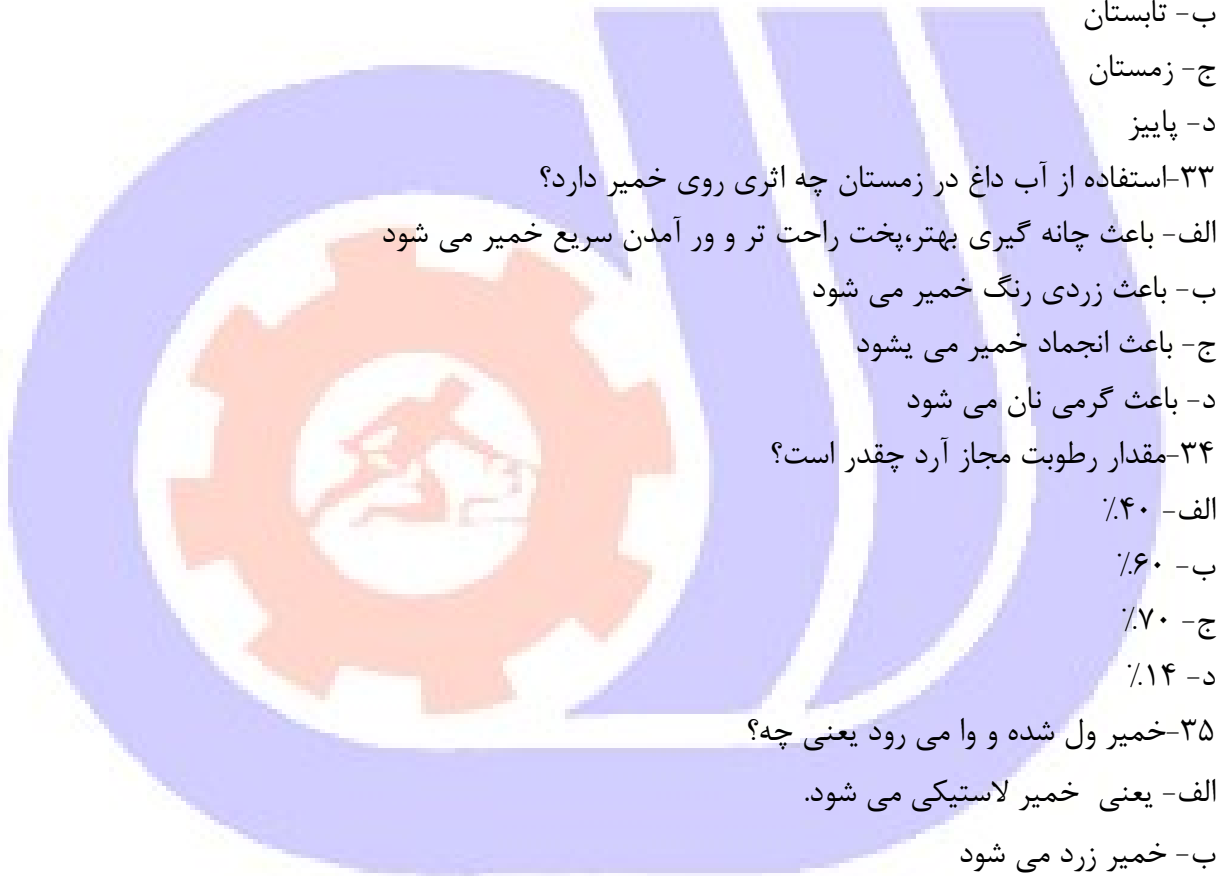 ب- تابستان
ج- زمستان
د- پاییز
۳۳-استفاده از آب داغ در زمستان چه اثری روی خمیر دارد؟
الف- باعث چانه گیری بهتر،پخت راحت تر و ور آمدن سریع خمیر می شود
ب- باعث زردی رنگ خمیر می شود
ج- باعث انجماد خمیر می یشود
د- باعث گرمی نان می شود
۳۴-مقدار رطوبت مجاز آرد چقدر است؟
الف- ۴۰٪
ب- ۶۰٪
ج- ۷۰٪
د- ۱۴٪
۳۵-خمیر ول شده و وا می رود یعنی چه؟
الف- یعنی خمیر لاستیکی می شود.
ب- خمیر زرد می شود